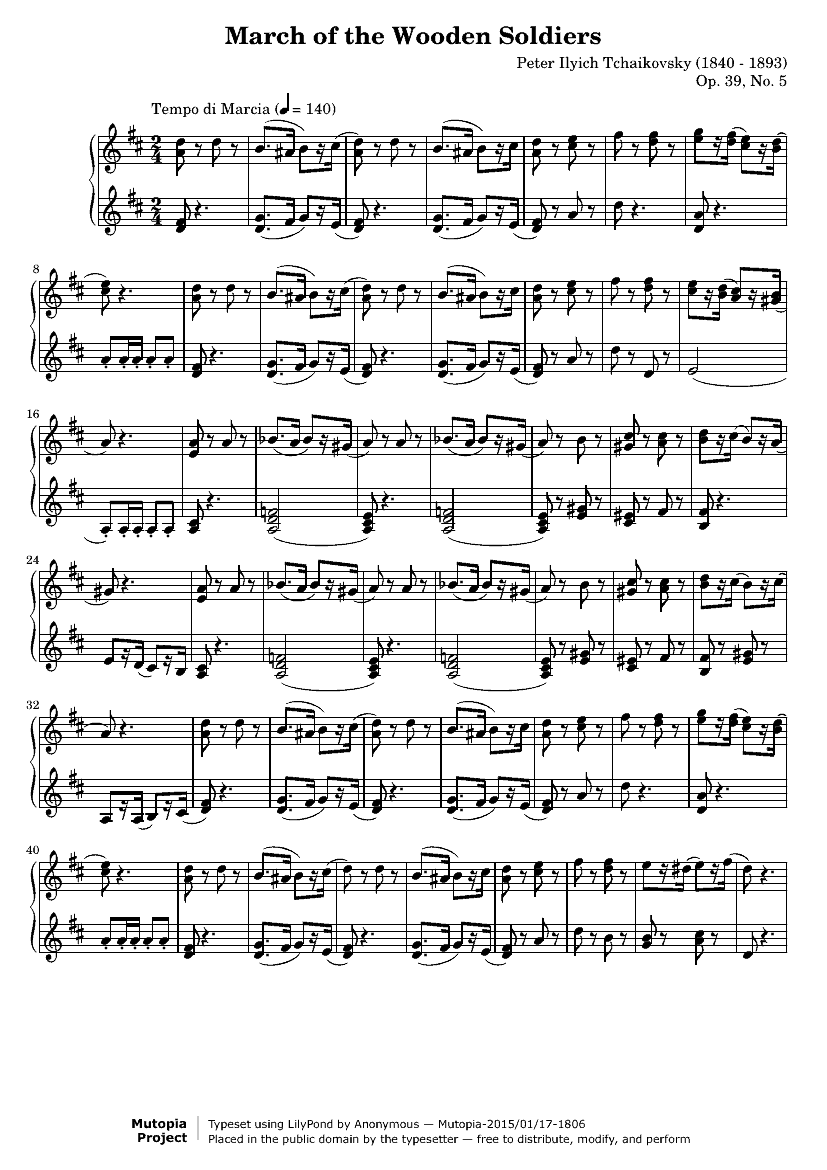 March of the Wooden Soldiers
Peter Ilyich Tchaikovsky (1840 - 1893)
Op. 39, No. 5
Tempo di Marcia (♩ = 140)
8
16
24
32
40
Mutopia Project
Typeset using LilyPond by Anonymous — Mutopia-2015/01/17-1806
Placed in the public domain by the typesetter — free to distribute, modify, and perform